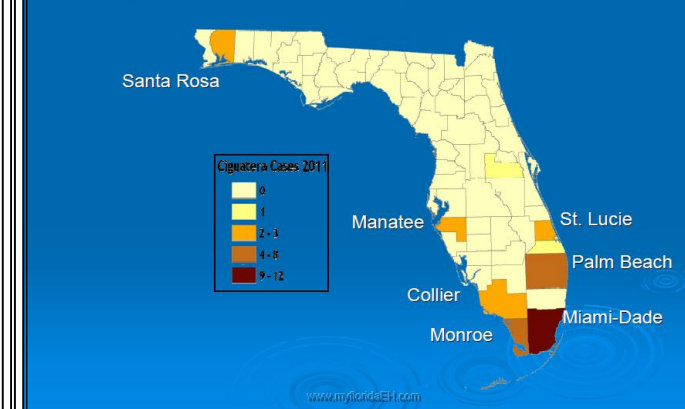 Santa Rosa
Ciguatera Cases 2011
0
1
2 - 3
4 - 8
9 - 12
Manatee
St. Lucie
Palm Beach
Collier
Miami-Dade
Monroe
www.myfloridaEH.com